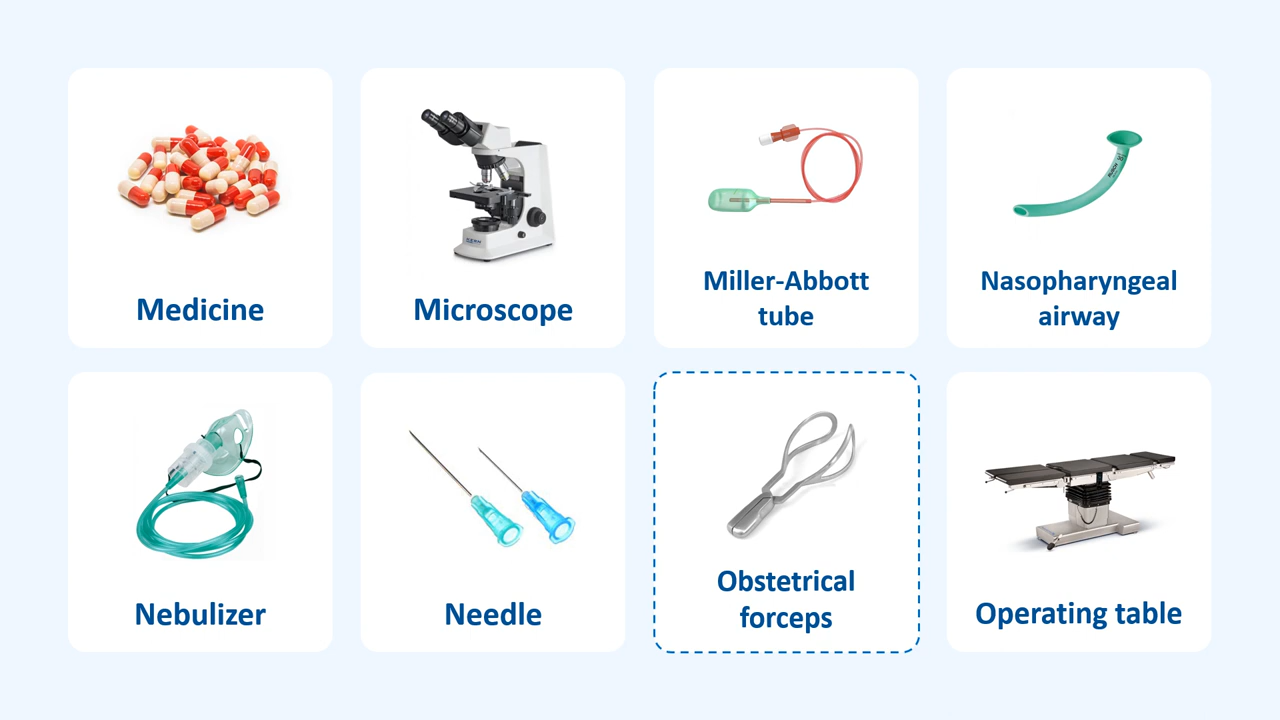 Medicine
Microscope
Miller-Abbott
tube
Nasopharyngeal
airway
Nebulizer
Needle
Obstetrical
forceps
Operating table